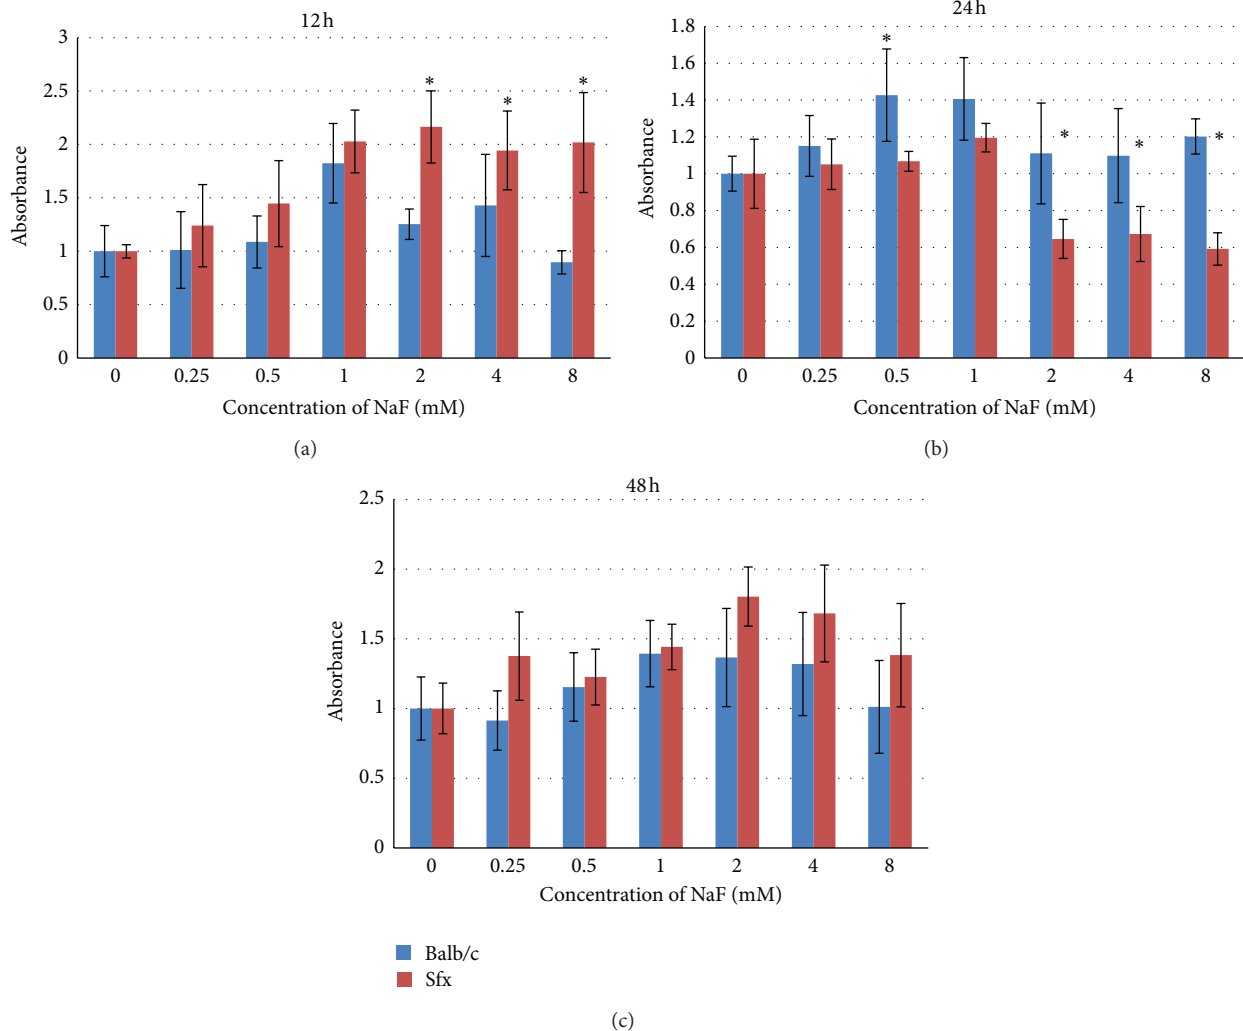 12 h
Absorbance
3
2.5
2
1.5
1
0.5
0
* * *
0 0.25 0.5 1 2 4 8
Concentration of NaF (mM)
(a)
24 h
Absorbance
1.8
1.6
1.4
1.2
1
0.8
0.6
0.4
0.2
0
* * * *
0 0.25 0.5 1 2 4 8
Concentration of NaF (mM)
(b)
48 h
Absorbance
2.5
2
1.5
1
0.5
0
0 0.25 0.5 1 2 4 8
Concentration of NaF (mM)
Balb/c
Sfx
(c)